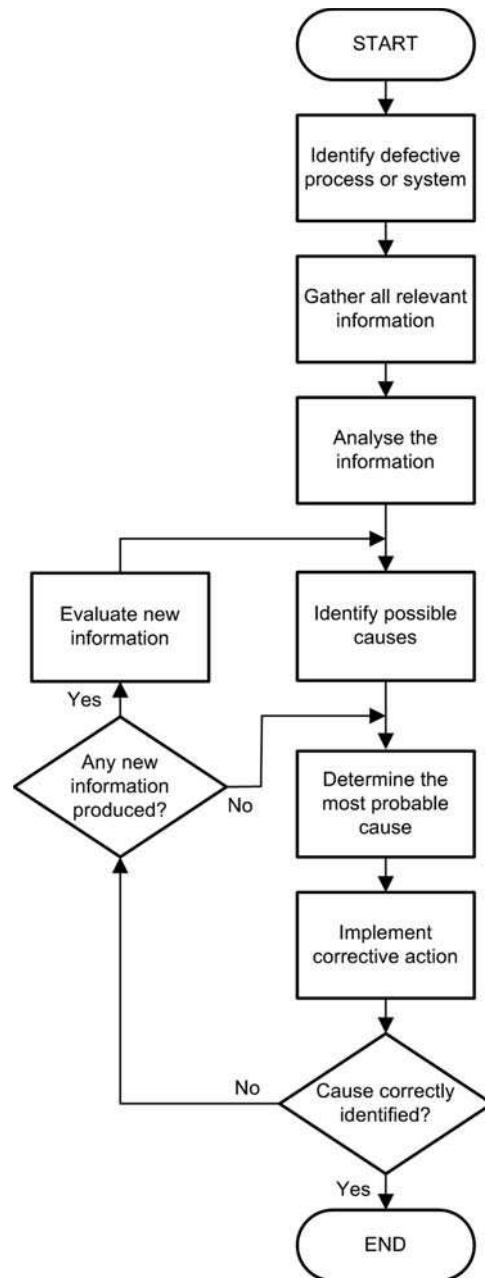 START
Identify defective
process or system
Gather all relevant
information
Analyse the
information
Evaluate new
information
Identify possible
causes
Yes
Any new
information
produced?
No
Determine the
most probable
cause
Implement
corrective action
No
Cause correctly
identified?
Yes
END